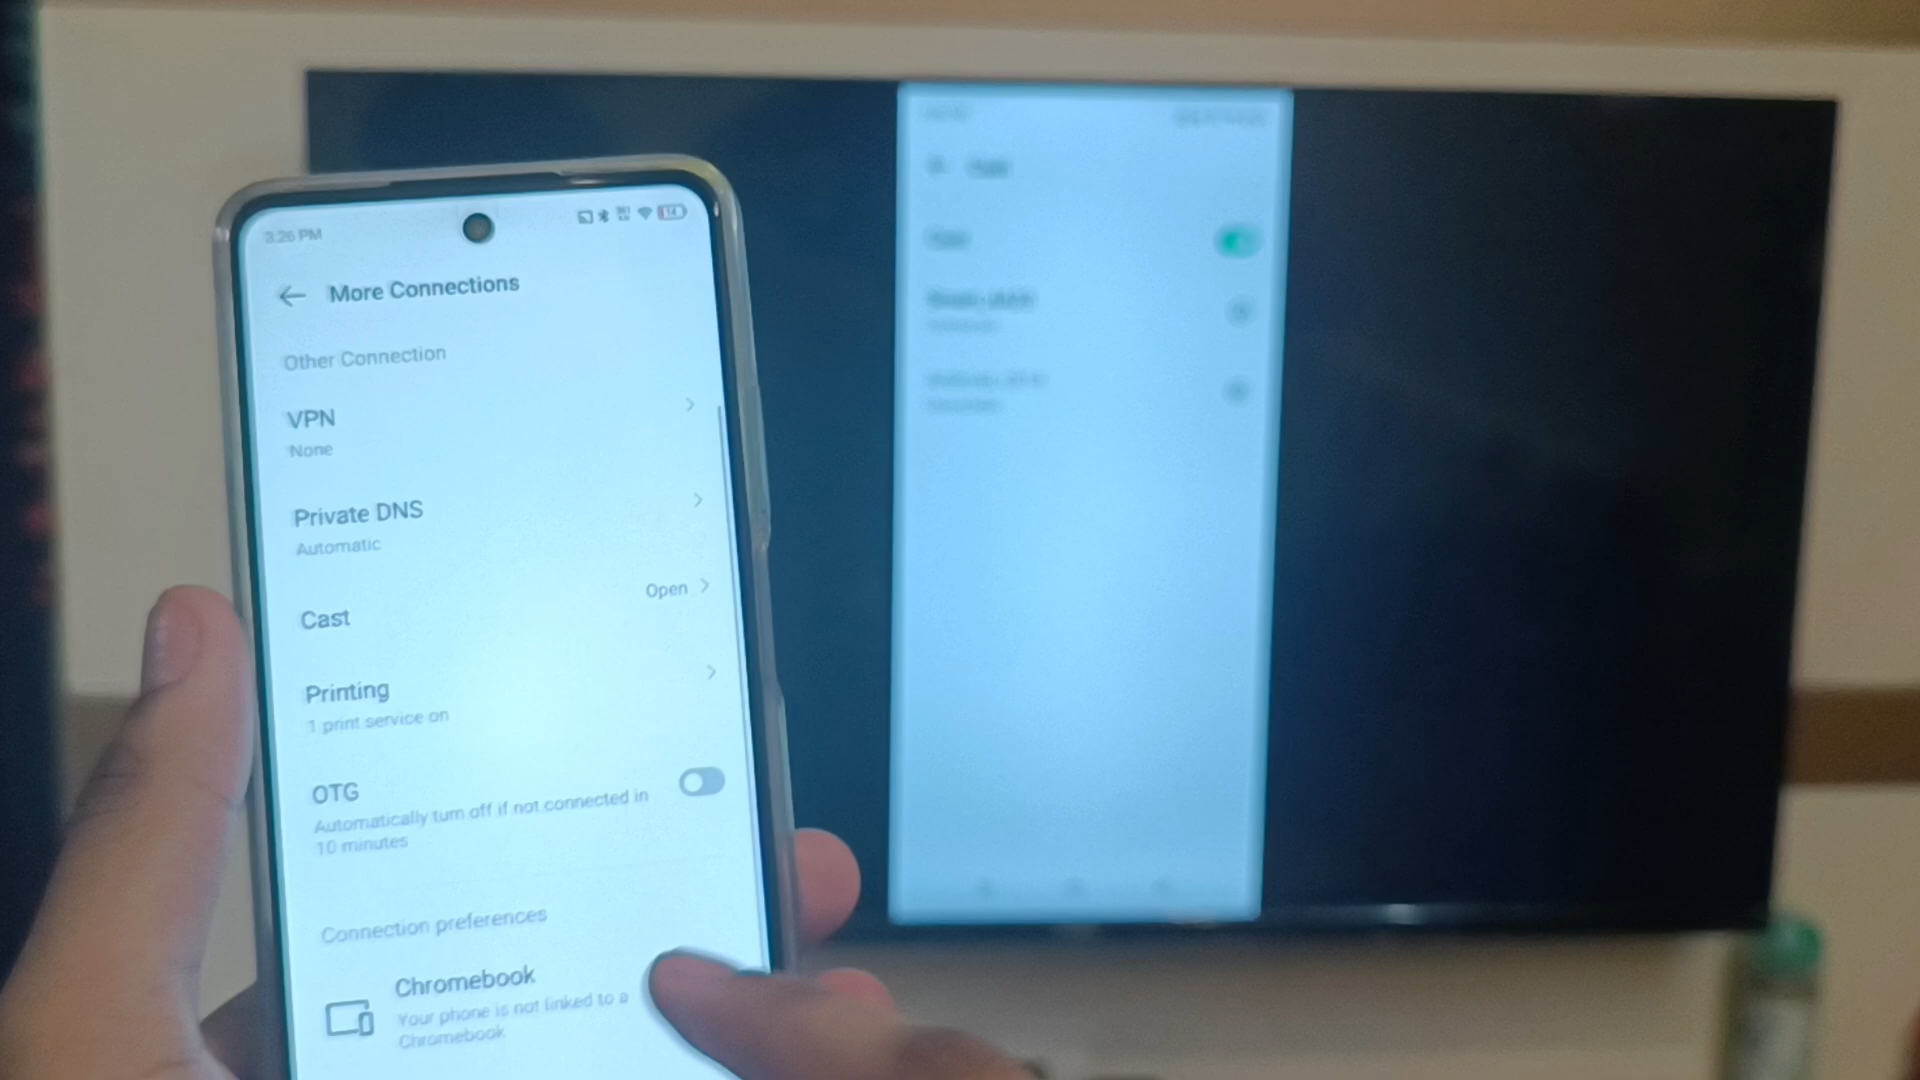 3:26 PM
14
More Connections
Other Connection
VPN
None
Private DNS
Automatic
Open
Cast
Printing
1 print service on
OTG
Automatically turn off if not connected in
10 minutes
Connection preferences
Chromebook
Your phone is not linked to a
Chromebook